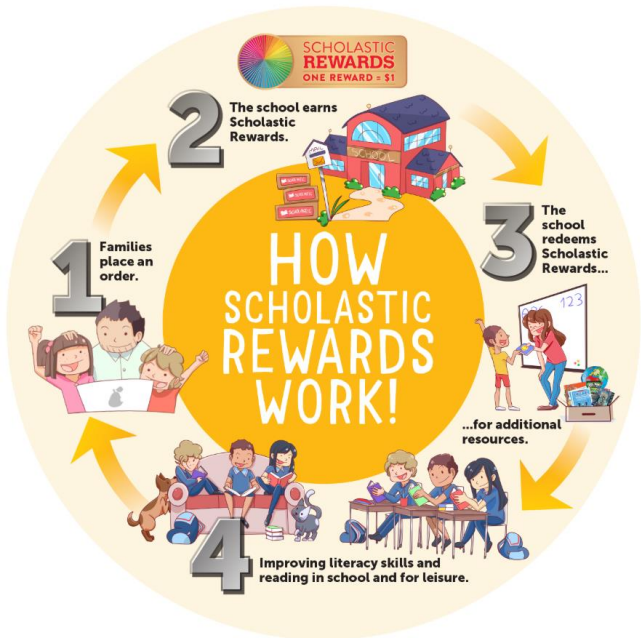 SCHOLASTIC
REWARDS
ONE REWARD = $1
2
The school earns
Scholastic
Rewards.
SCHOOL
1
Families
place an
order.
3
The
school
redeems
Scholastic
Rewards...
123
HOW
SCHOLASTIC
REWARDS
WORK!
...for additional
resources.
4
Improving literacy skills and
reading in school and for leisure.